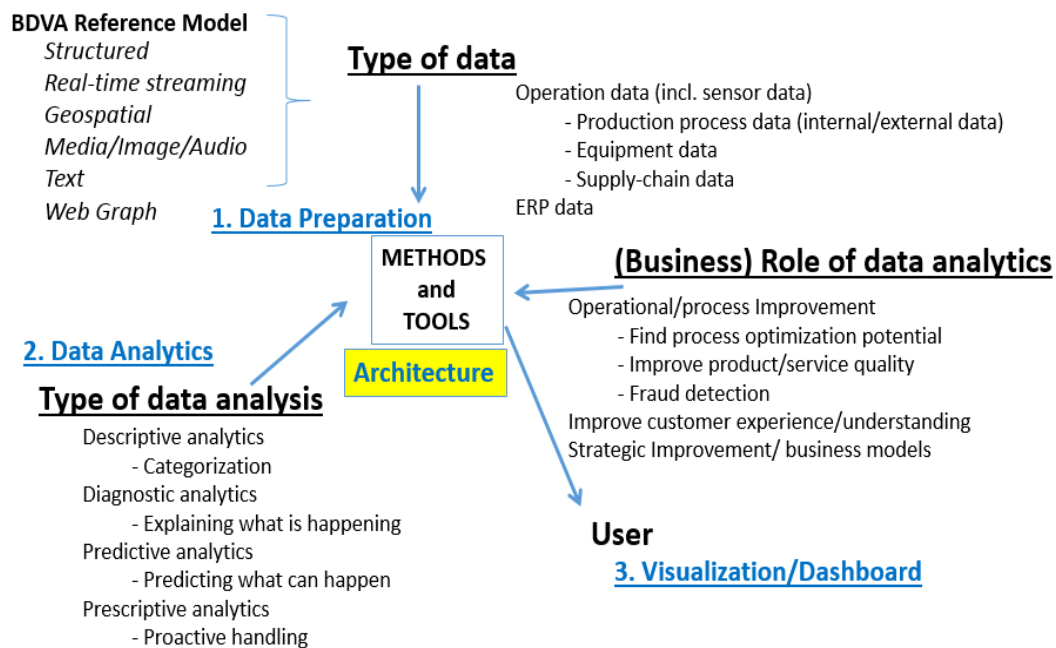 BDVA Reference Model
Structured
Real-time streaming
Geospatial
Media/Image/Audio
Text
Web Graph
Type of data
Operation data (incl. sensor data)
- Production process data (internal/external data)
- Equipment data
- Supply-chain data
ERP data
1. Data Preparation
METHODS
and
TOOLS
Architecture
(Business) Role of data analytics
Operational/process Improvement
- Find process optimization potential
- Improve product/service quality
- Fraud detection
Improve customer experience/understanding
Strategic Improvement/ business models
2. Data Analytics
Type of data analysis
Descriptive analytics
- Categorization
Diagnostic analytics
- Explaining what is happening
Predictive analytics
- Predicting what can happen
Prescriptive analytics
- Proactive handling
User
3. Visualization/Dashboard